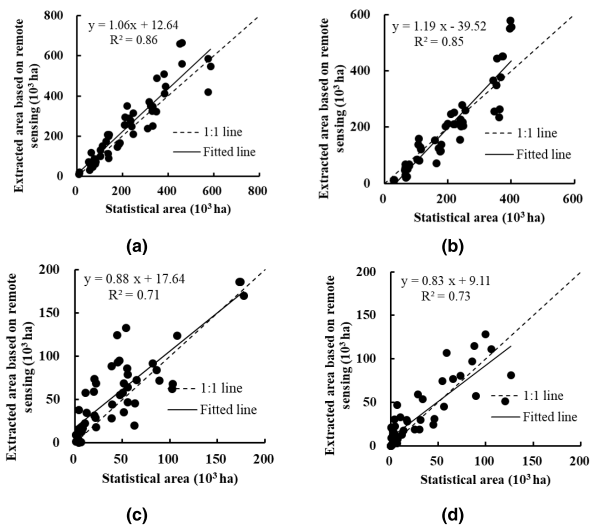 Extracted area based on remote
sensing (10³ ha)
800
600
400
200
0
y = 1.06x + 12.64
R² = 0.86
1:1 line
Fitted line
0 200 400 600 800
Statistical area (10³ ha)
(a)
Extracted area based on remote
sensing (10³ ha)
600
500
400
300
200
100
0
y = 1.19 x - 39.52
R² = 0.85
1:1 line
Fitted line
0 200 400 600
Statistical area (10³ ha)
(b)
Extracted area based on remote
sensing (10³ ha)
200
150
100
50
0
y = 0.88 x + 17.64
R² = 0.71
1:1 line
Fitted line
0 50 100 150 200
Statistical area (10³ ha)
(c)
Extracted area based on remote
sensing (10³ ha)
200
150
100
50
0
y = 0.83 x + 9.11
R² = 0.73
1:1 line
Fitted line
0 50 100 150 200
Statistical area (10³ ha)
(d)